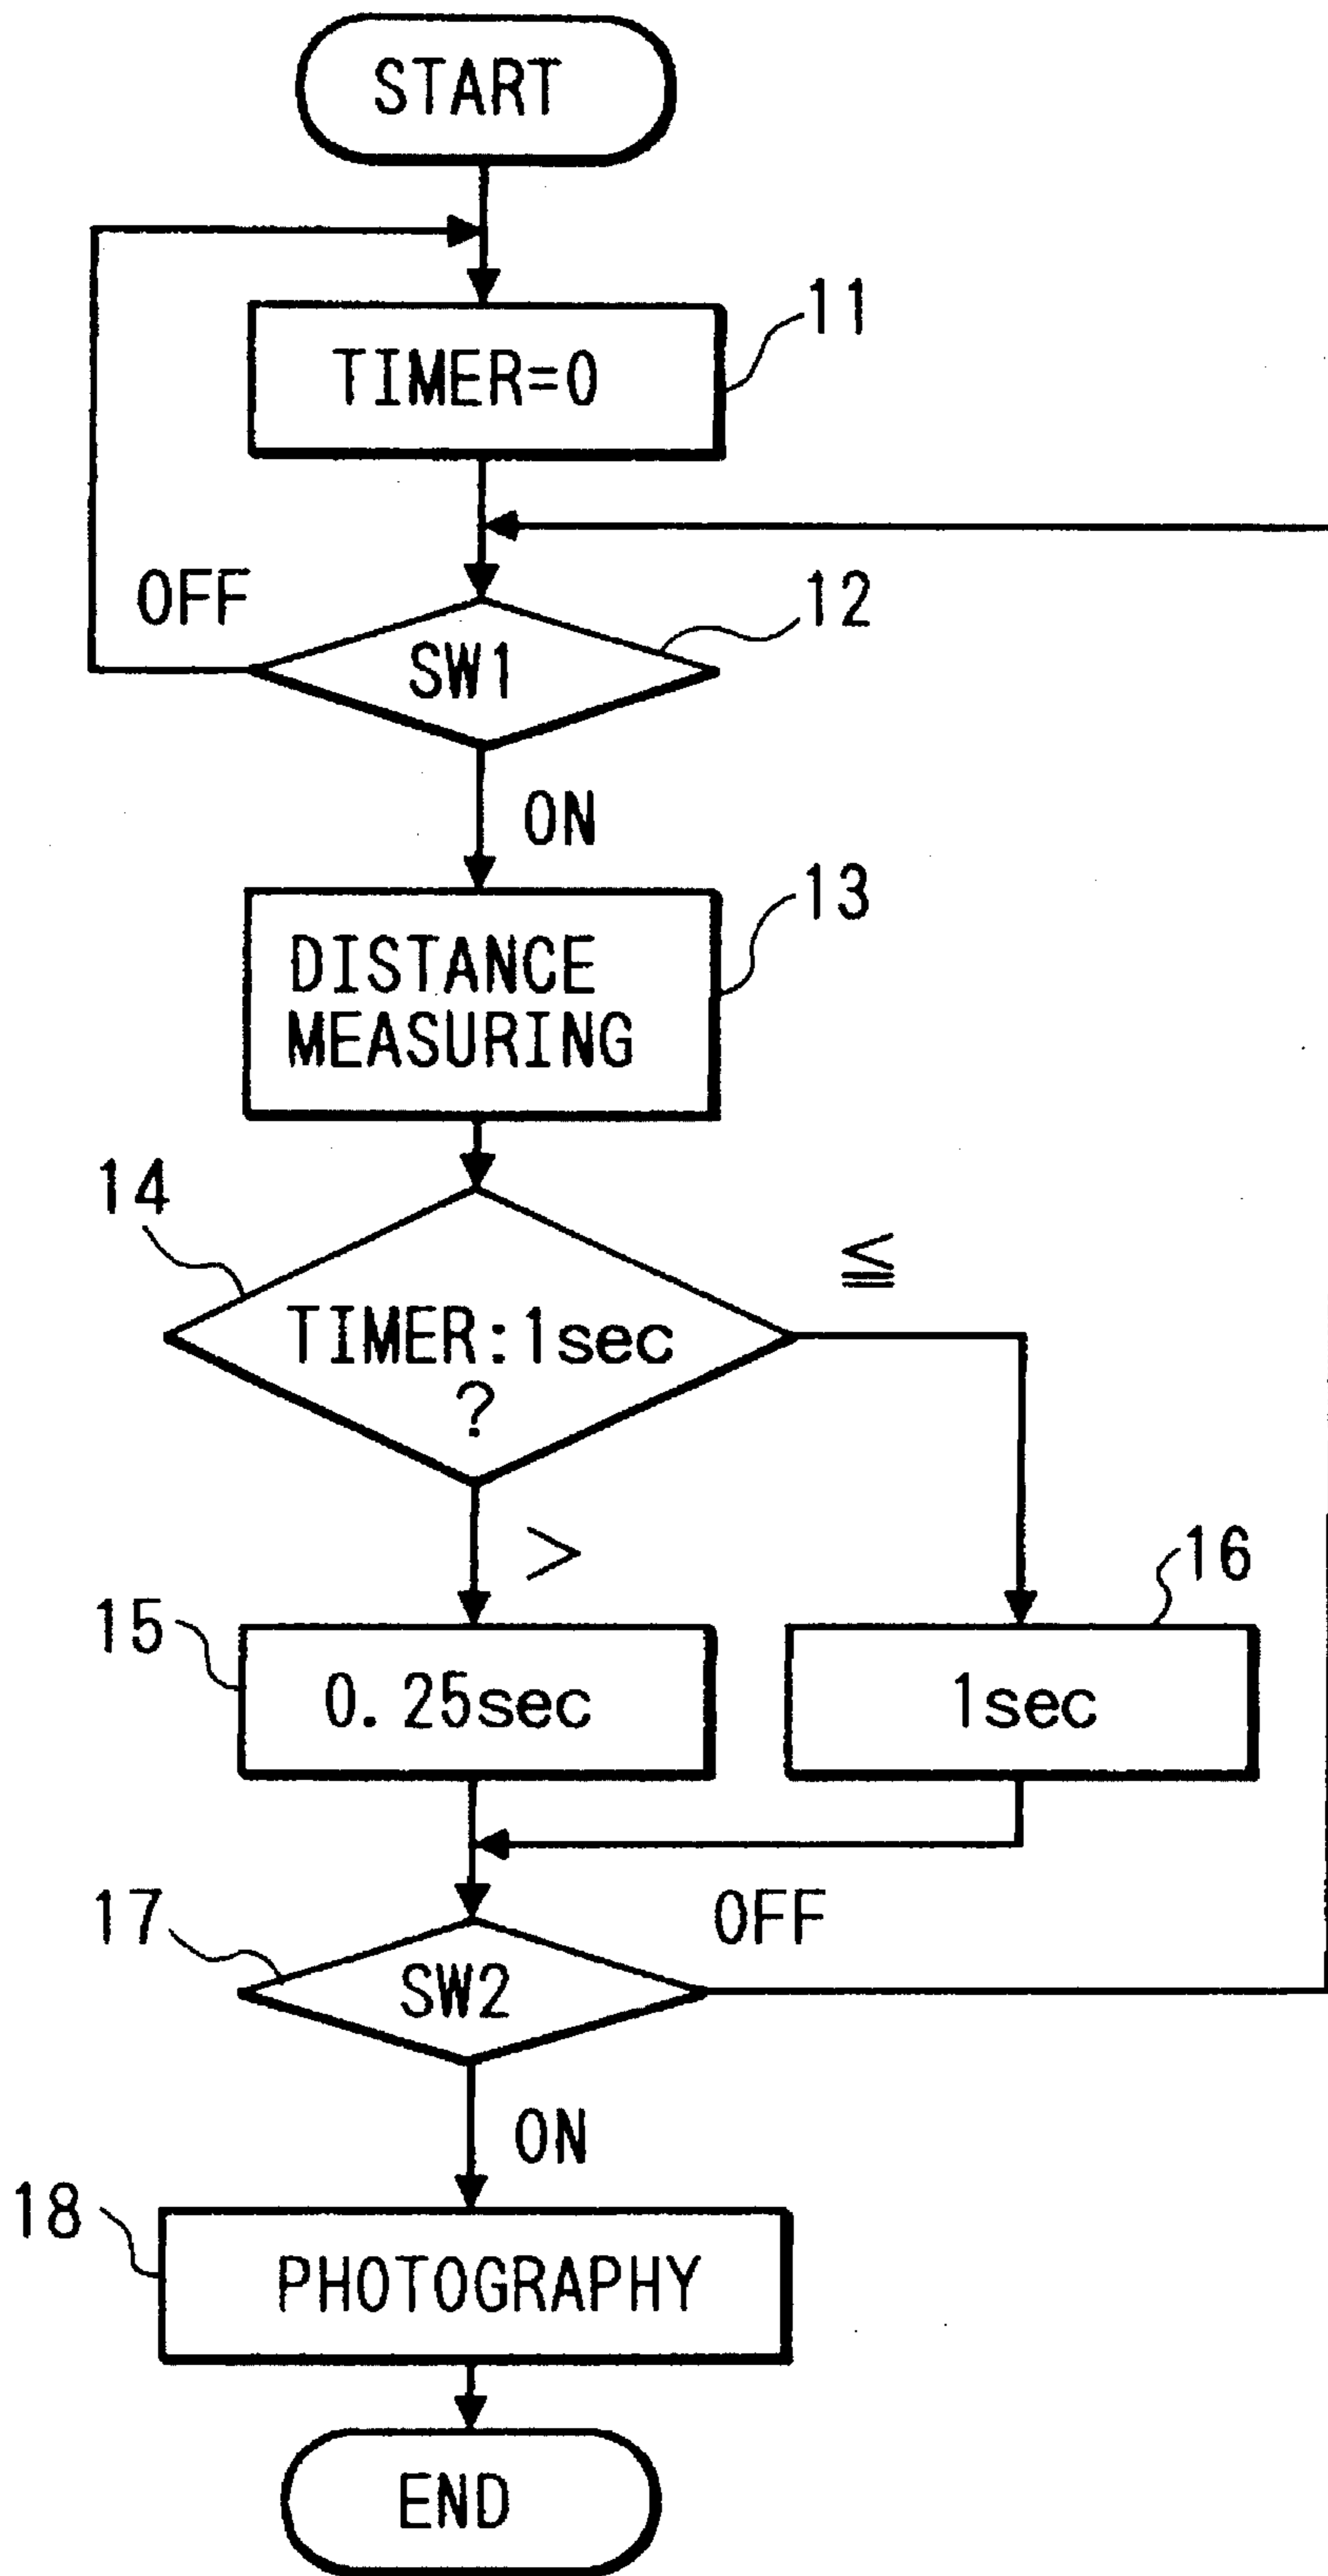 START
11
TIMER=0
OFF
12
SW1
ON
13
DISTANCE
MEASURING
14
≦
TIMER:1sec
?
>
15
16
0.25sec
1sec
17
OFF
SW2
ON
18
PHOTOGRAPHY
END